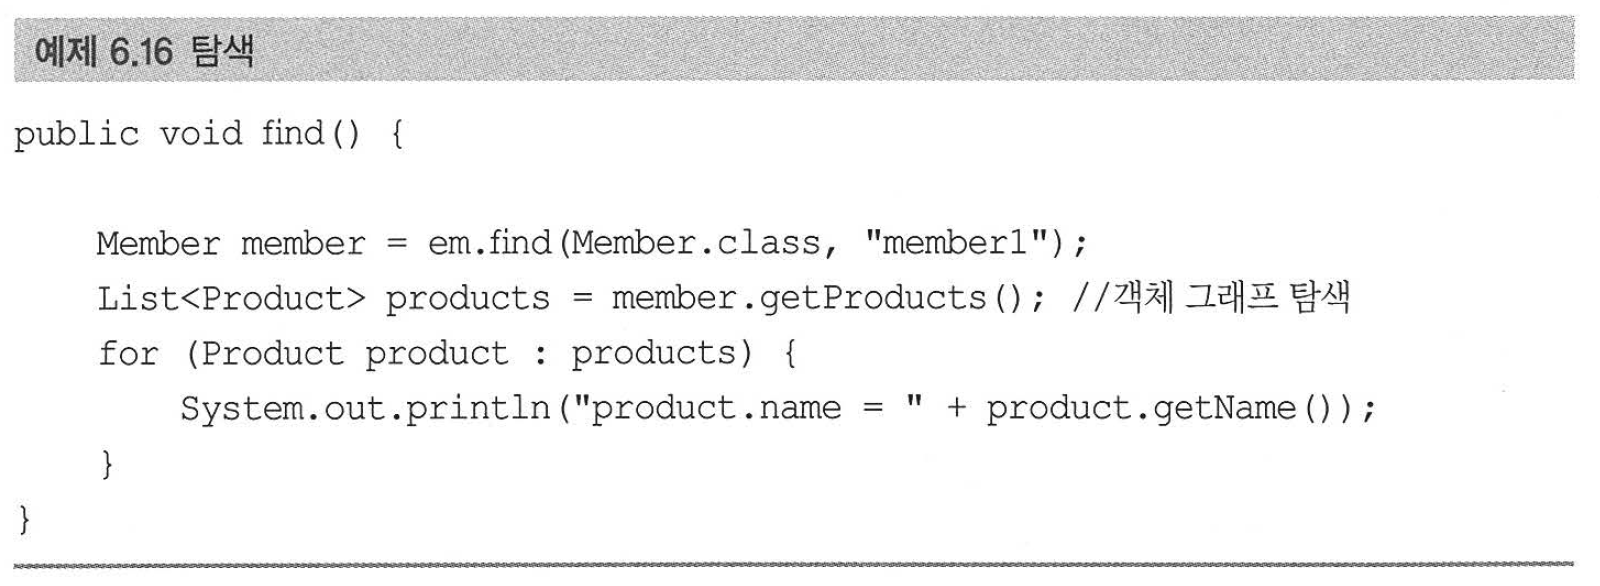 예제 6.16 탐색
public void find() {
    Member member = em.find(Member.class, "member1");
    List<Product> products = member.getProducts(); //객체 그래프 탐색
    for (Product product : products) {
        System.out.println("product.name = " + product.getName());
    }
}